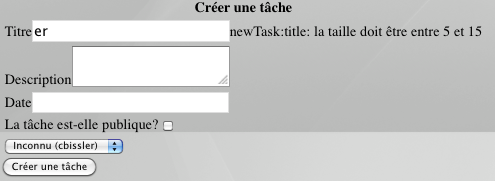 Créer une tâche
Titre er newTask:title: la taille doit être entre 5 et 15
Description
Date
La tâche est-elle publique?
Inconnu (cbissler)
Créer une tâche